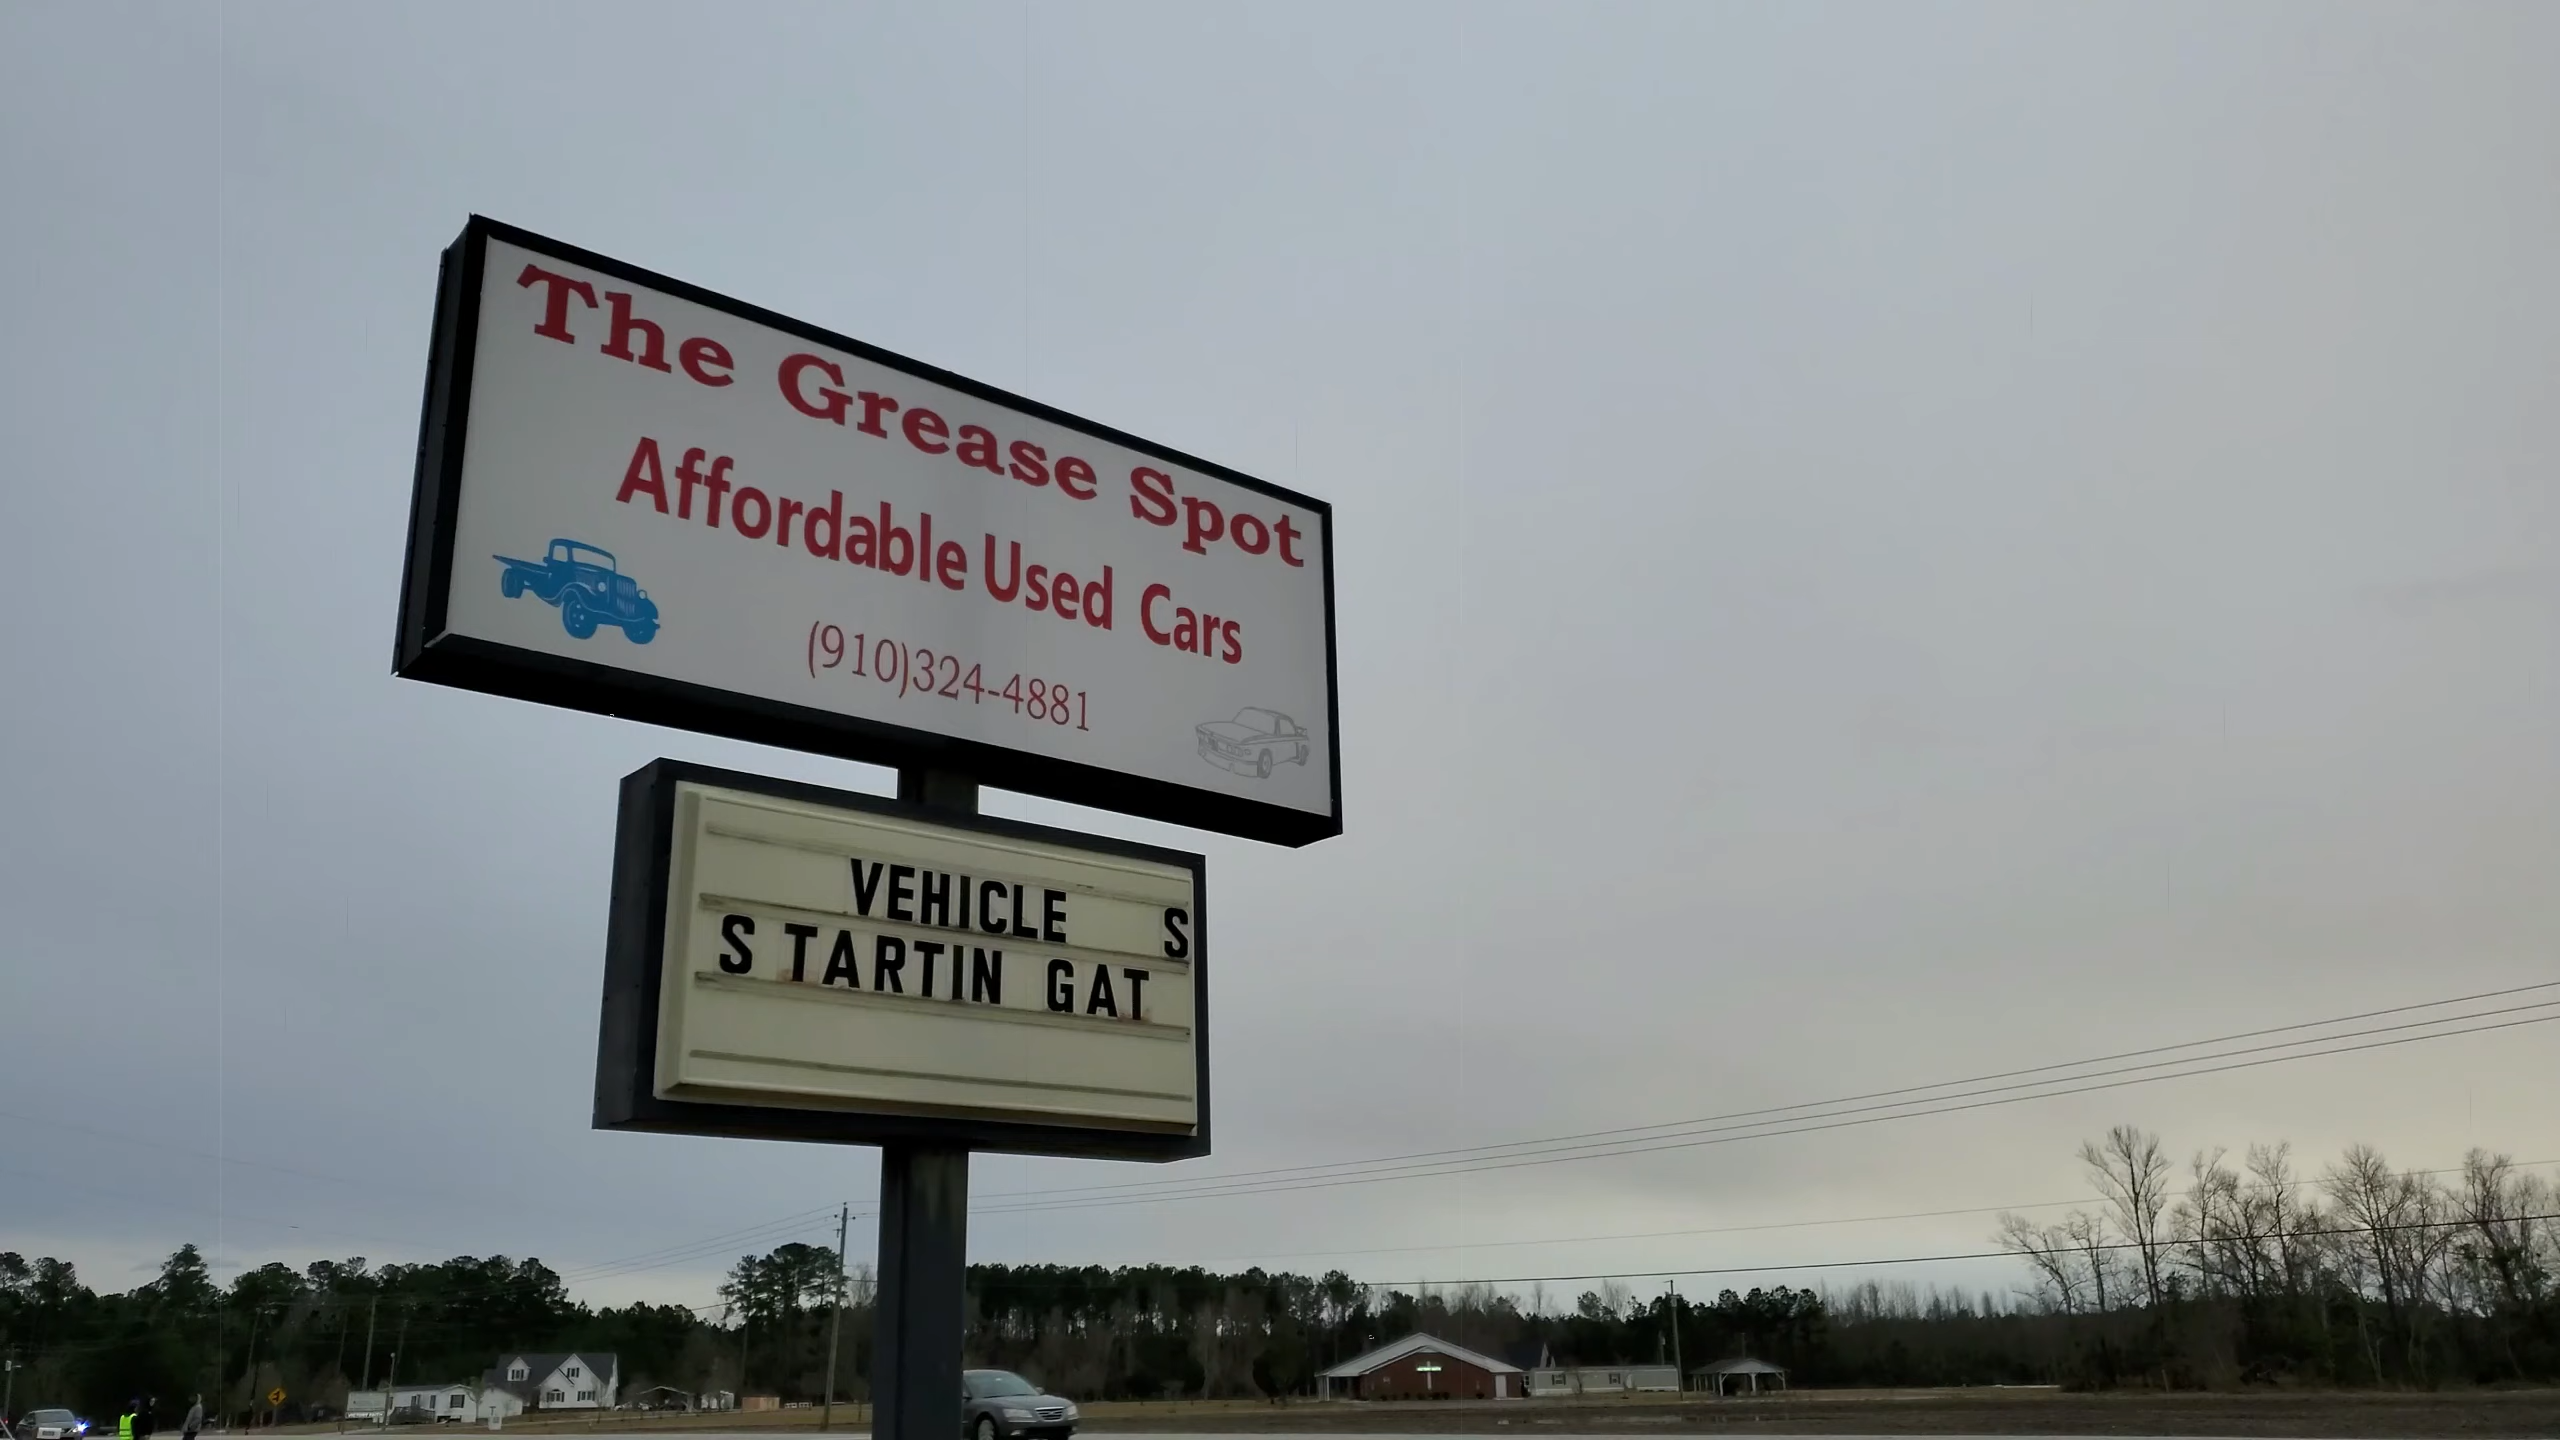 The Grease Spot
Affordable Used Cars
(910)324-4881
VEHICLE S
S TARTIN GAT